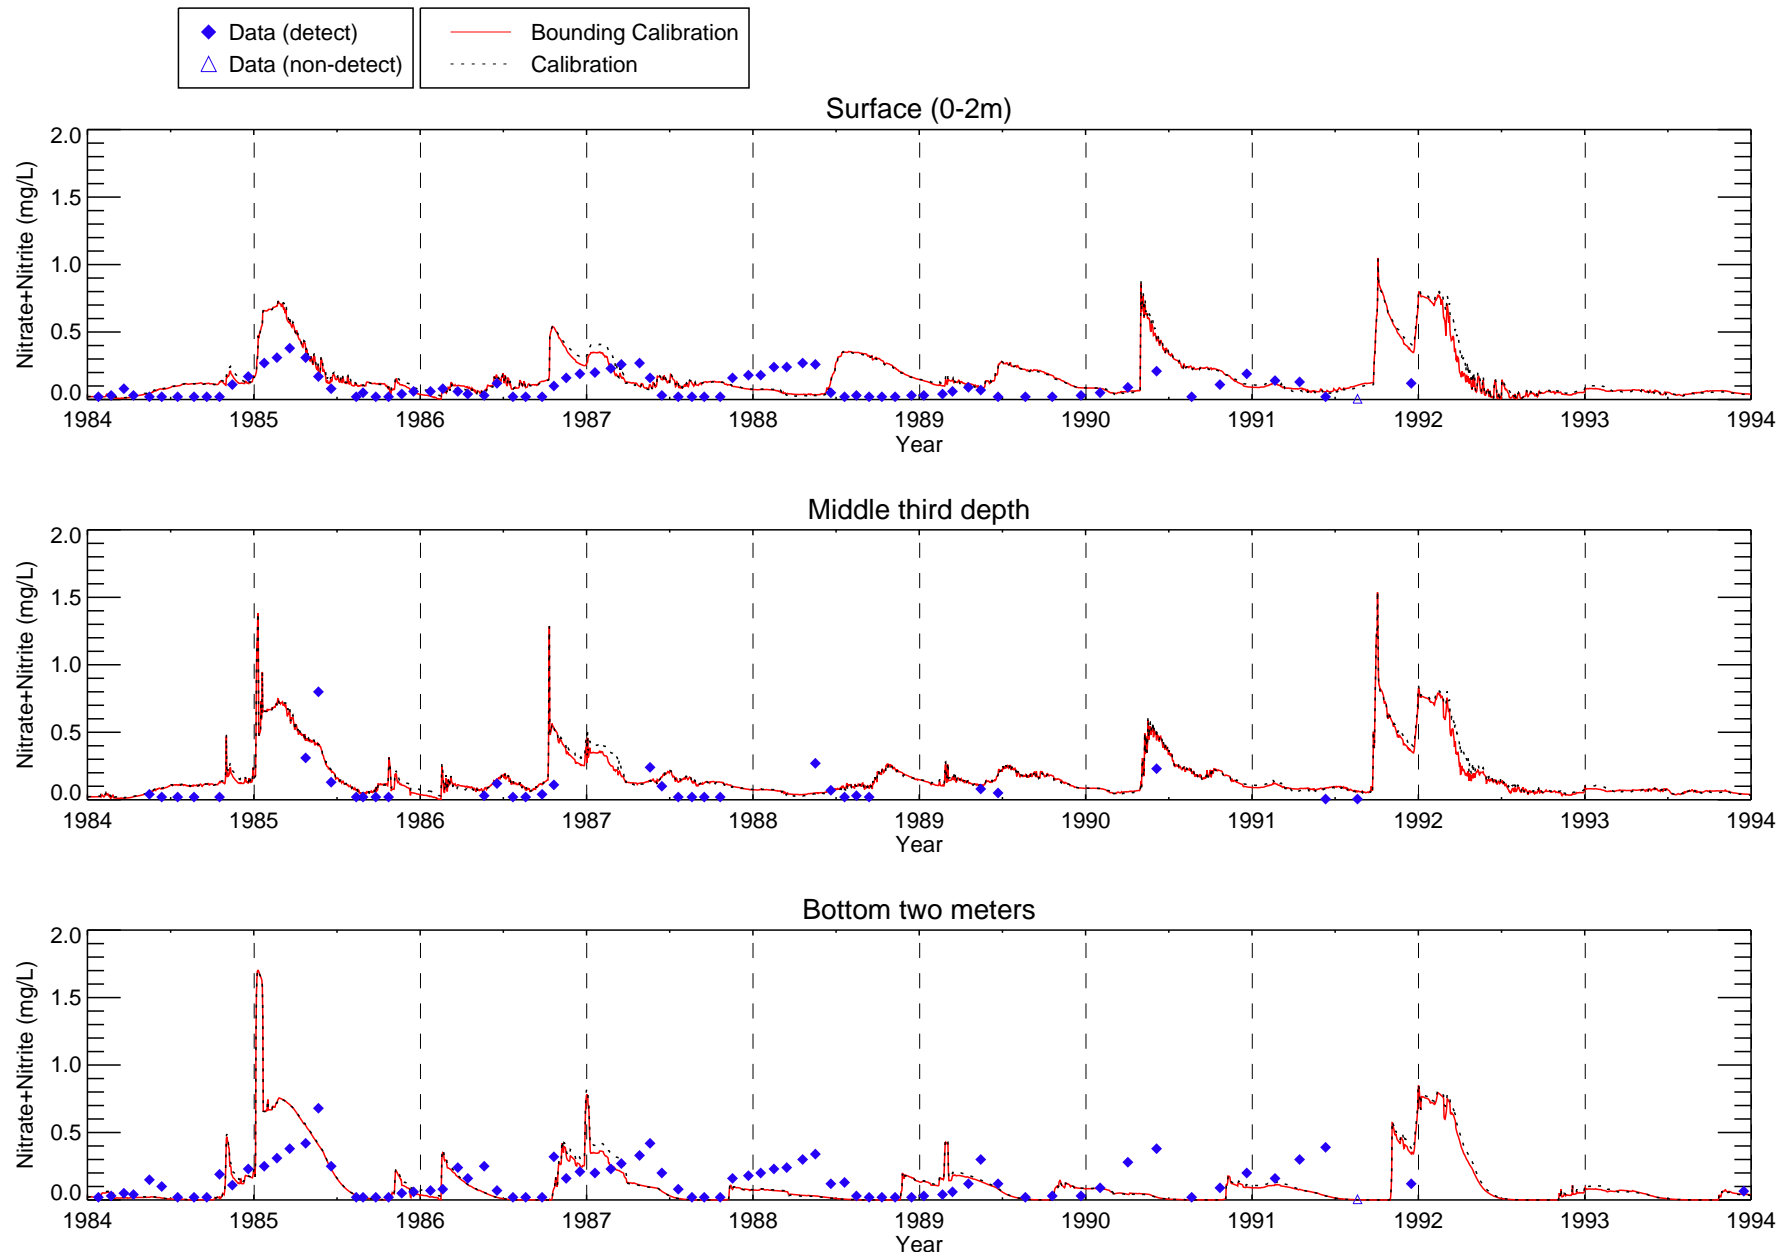 Data (detect)
Data (non-detect)
Bounding Calibration
Calibration
Surface (0-2m)
Nitrate+Nitrite (mg/L)
2.0
1.5
1.0
0.5
0.0
1984 1985 1986 1987 1988 1989 1990 1991 1992 1993 1994
Year
Middle third depth
Nitrate+Nitrite (mg/L)
2.0
1.5
1.0
0.5
0.0
1984 1985 1986 1987 1988 1989 1990 1991 1992 1993 1994
Year
Bottom two meters
Nitrate+Nitrite (mg/L)
2.0
1.5
1.0
0.5
0.0
1984 1985 1986 1987 1988 1989 1990 1991 1992 1993 1994
Year